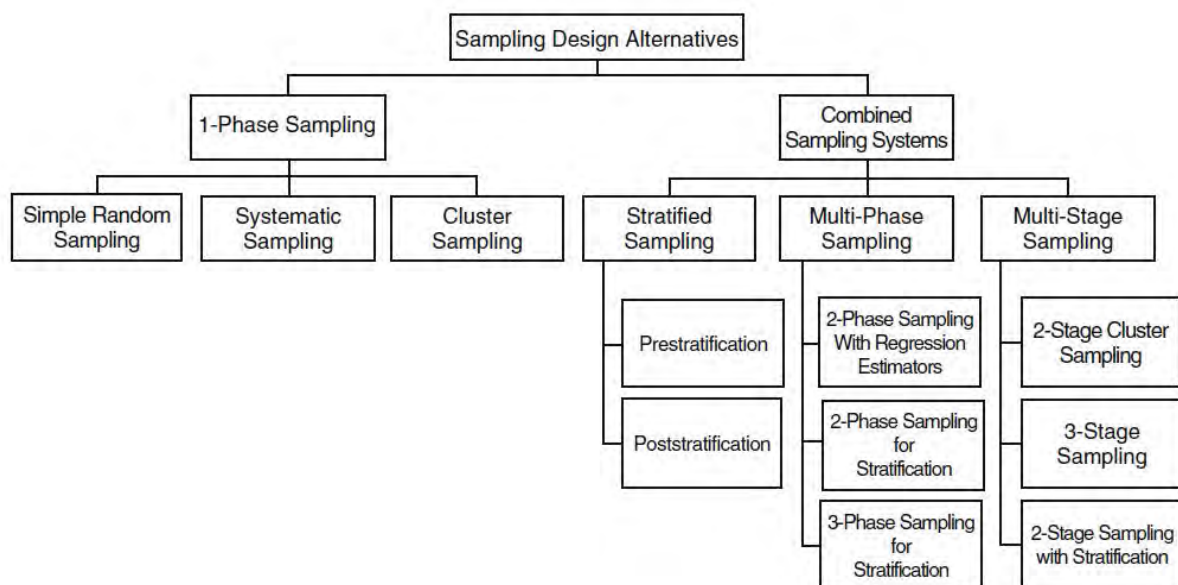 Sampling Design Alternatives
1-Phase Sampling
Combined
Sampling Systems
Simple Random
Sampling
Systematic
Sampling
Cluster
Sampling
Stratified
Sampling
Multi-Phase
Sampling
Multi-Stage
Sampling
Prestratification
Poststratification
2-Phase Sampling
With Regression
Estimators
2-Phase Sampling
for
Stratification
3-Phase Sampling
for
Stratification
2-Stage Cluster
Sampling
3-Stage
Sampling
2-Stage Sampling
with Stratification